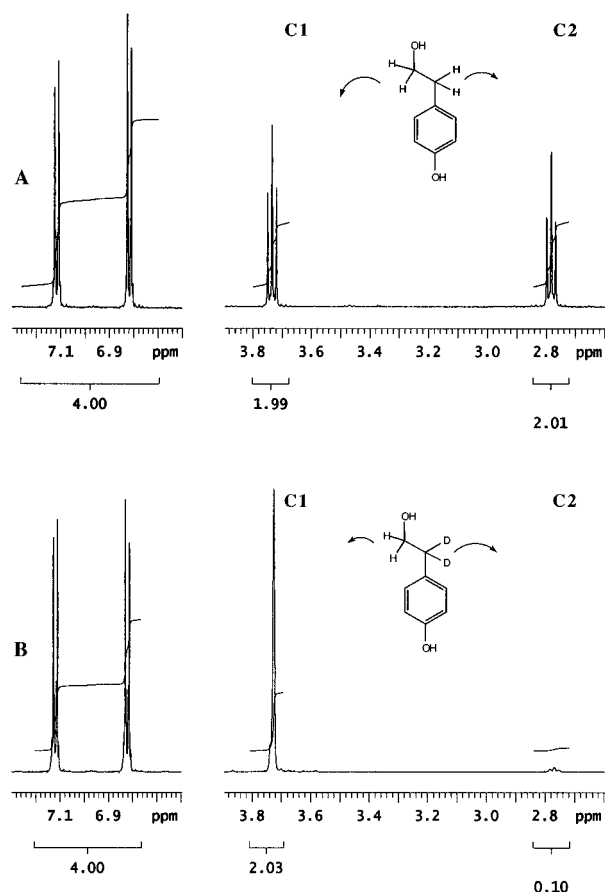 C1 C2
OH
H H
H H
OH
A
7.1 6.9 ppm 3.8 3.6 3.4 3.2 3.0 2.8 ppm
4.00 1.99 2.01
C1 C2
OH
D
H D
OH
B
7.1 6.9 ppm 3.8 3.6 3.4 3.2 3.0 2.8 ppm
4.00 2.03 0.10